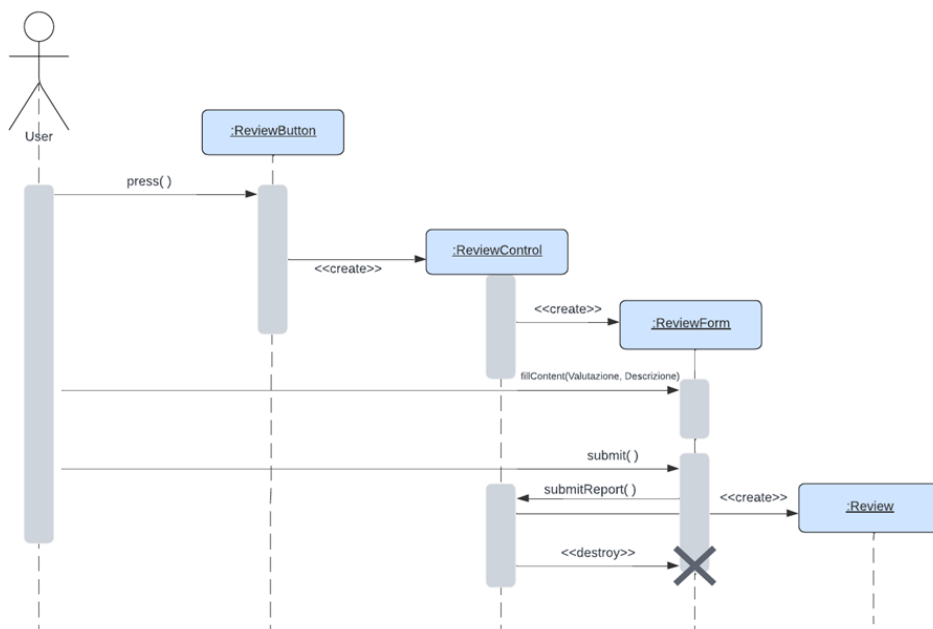 User
:ReviewButton
press( )
:ReviewControl
<<create>>
<<create>>
:ReviewForm
fillContent(Valutazione, Descrizione)
submit( )
submitReport( )
<<create>>
:Review
<<destroy>>